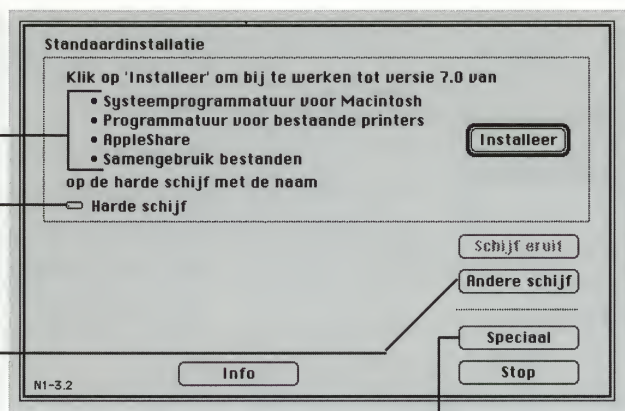 Standaardinstallatie
Klik op 'Installeer' om bij te werken tot versie 7.0 van
• Systeemprogrammatuur voor Macintosh
• Programmatuur voor bestaande printers
• AppleShare
• Samengebruik bestanden
Installeer
op de harde schijf met de naam
Harde schijf
Schijf eruit
Andere schijf
Speciaal
Info
Stop
N1-3.2